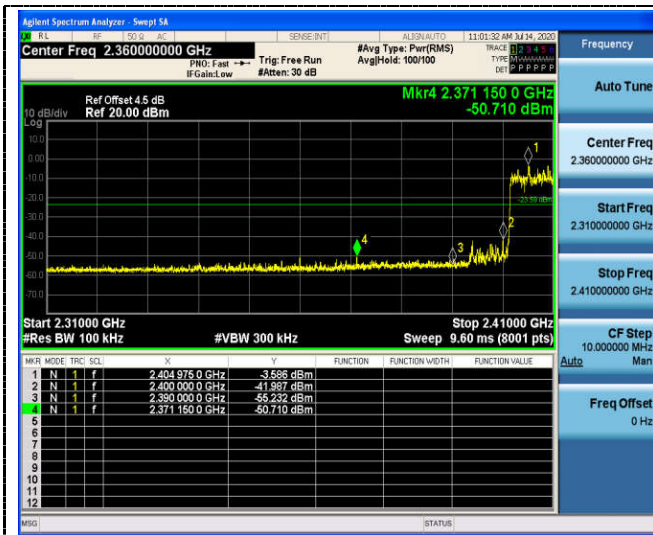 Agilent Spectrum Analyzer - Swept SA
RL RF 50 Ω AC SENSE:INT ALIGNAUTO 11:01:32 AM Jul 14, 2020
Center Freq 2.360000000 GHz
PNO: Fast Trig: Free Run
IFGain:Low #Atten: 30 dB
#Avg Type: Pwr(RMS)
Avg|Hold: 100/100
TRACE 1 2 3 4 5 6
TYPE
DET P P P P P P
Ref Offset 4.5 dB
10 dB/div Ref 20.00 dBm
Log
Mkr4 2.371 150 0 GHz
-50.710 dBm
10.0
0.00
-10.0
-20.0
-30.0
-40.0
-50.0
-60.0
-70.0
1
2
3
4
Start 2.31000 GHz Stop 2.41000 GHz
#Res BW 100 kHz #VBW 300 kHz Sweep 9.60 ms (8001 pts)
MKR MODE TRC SCL X Y FUNCTION FUNCTION WIDTH FUNCTION VALUE
1 N 1 f 2.404 975 0 GHz -3.586 dBm
2 N 1 f 2.400 000 0 GHz -41.987 dBm
3 N 1 f 2.390 000 0 GHz -55.232 dBm
4 N 1 f 2.371 150 0 GHz -50.710 dBm
5
6
7
8
9
10
11
12
MSG STATUS
Frequency
Auto Tune
Center Freq
2.360000000 GHz
Start Freq
2.310000000 GHz
Stop Freq
2.410000000 GHz
CF Step
10.000000 MHz
Auto Man
Freq Offset
0 Hz